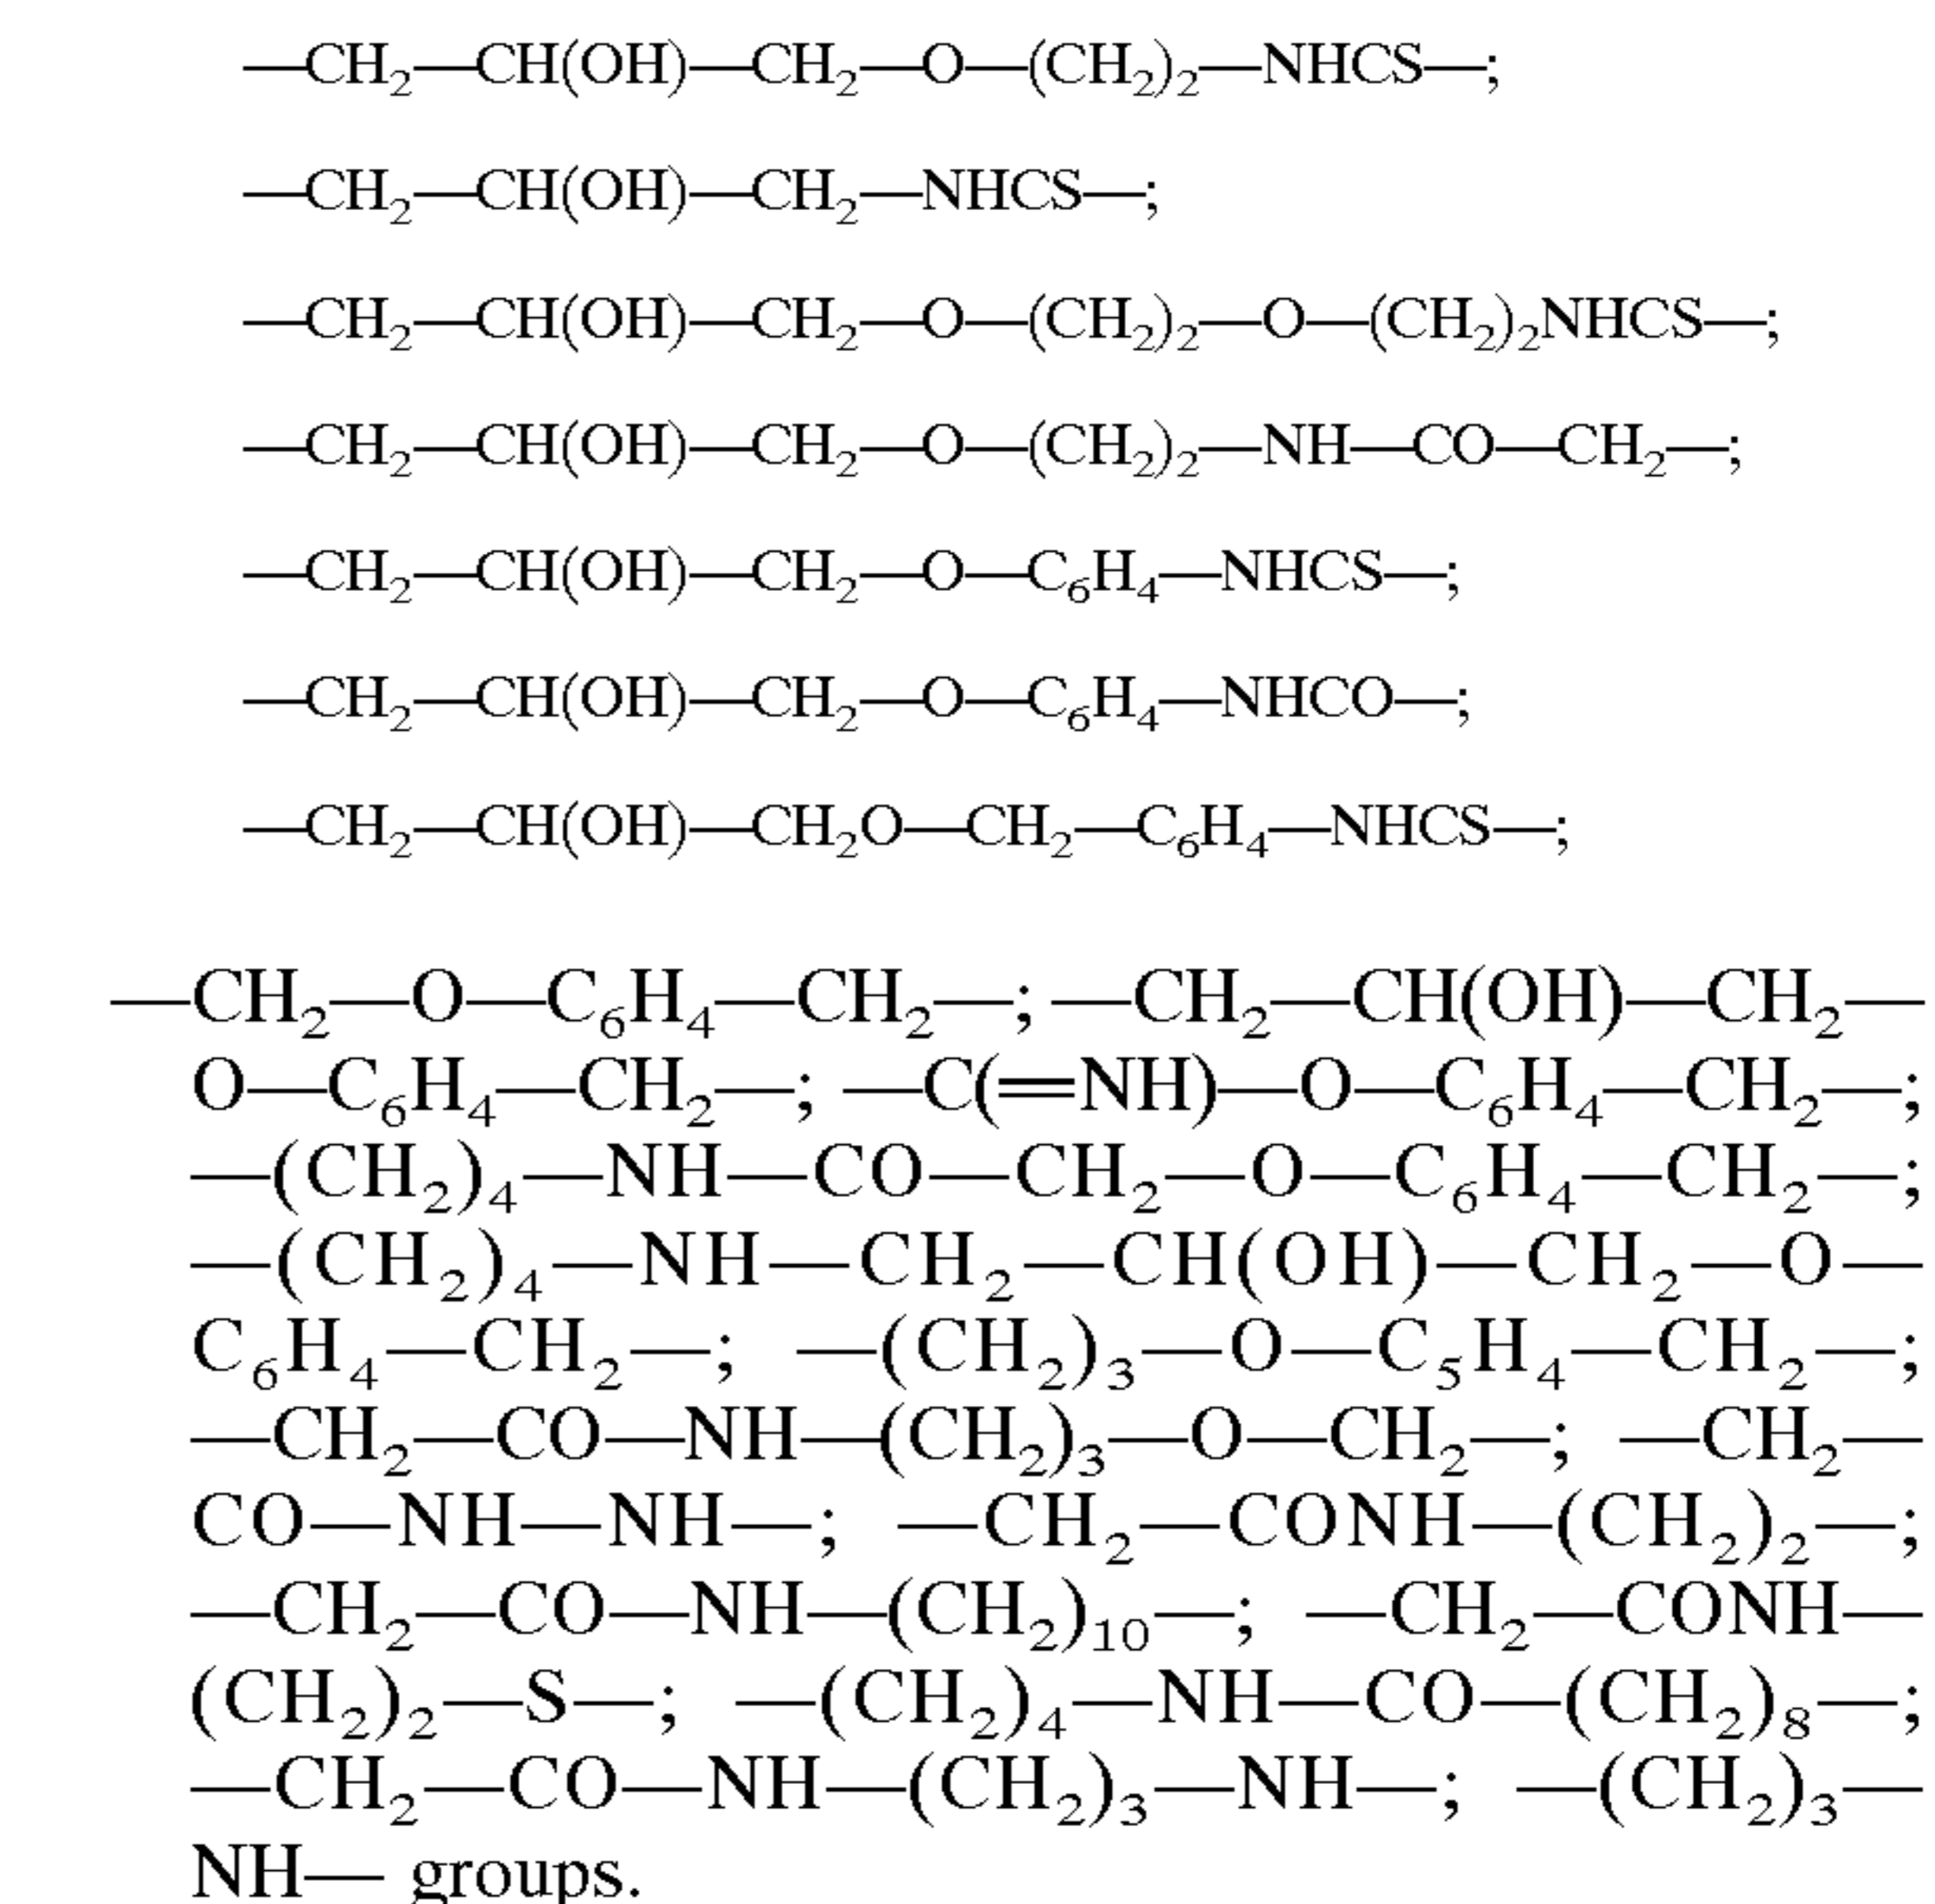 —CH₂—CH(OH)—CH₂—O—(CH₂)₂—NHCS—;
—CH₂—CH(OH)—CH₂—NHCS—;
—CH₂—CH(OH)—CH₂—O—(CH₂)₂—O—(CH₂)₂NHCS—;
—CH₂—CH(OH)—CH₂—O—(CH₂)₂—NH—CO—CH₂—;
—CH₂—CH(OH)—CH₂—O—C₆H₄—NHCS—;
—CH₂—CH(OH)—CH₂—O—C₆H₄—NHCO—;
—CH₂—CH(OH)—CH₂O—CH₂—C₆H₄—NHCS—;
—CH₂—O—C₆H₄—CH₂—; —CH₂—CH(OH)—CH₂—
O—C₆H₄—CH₂—; —C(=NH)—O—C₆H₄—CH₂—;
—(CH₂)₄—NH—CO—CH₂—O—C₆H₄—CH₂—;
—(CH₂)₄—NH—CH₂—CH(OH)—CH₂—O—
C₆H₄—CH₂—; —(CH₂)₃—O—C₅H₄—CH₂—;
—CH₂—CO—NH—(CH₂)₃—O—CH₂—; —CH₂—
CO—NH—NH—; —CH₂—CONH—(CH₂)₂—;
—CH₂—CO—NH—(CH₂)₁₀—; —CH₂—CONH—
(CH₂)₂—S—; —(CH₂)₄—NH—CO—(CH₂)₈—;
—CH₂—CO—NH—(CH₂)₃—NH—; —(CH₂)₃—
NH— groups.